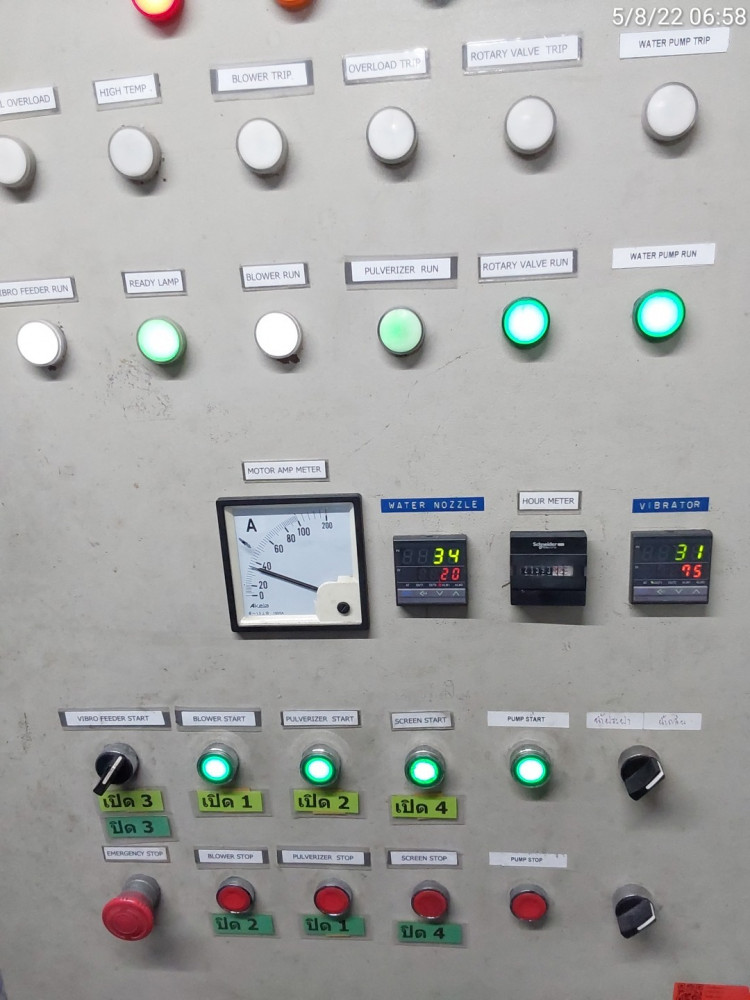 5/8/22 06:58
L OVERLOAD
HIGH TEMP.
BLOWER TRIP
OVERLOAD TRIP
ROTARY VALVE TRIP
WATER PUMP TRIP
IBRO FEEDER RUN
READY LAMP
BLOWER RUN
PULVERIZER RUN
ROTARY VALVE RUN
WATER PUMP RUN
MOTOR AMP METER
WATER NOZZLE
HOUR METER
VIBRATOR
A
0
20
40
60
80
100
200
34
20
Schneider
31
75
VIBRO FEEDER START
BLOWER START
PULVERIZER START
SCREEN START
PUMP START
เปิด 3
เปิด 1
เปิด 2
เปิด 4
ปิด 3
EMERGENCY STOP
BLOWER STOP
PULVERIZER STOP
SCREEN STOP
PUMP STOP
ปิด 2
ปิด 1
ปิด 4